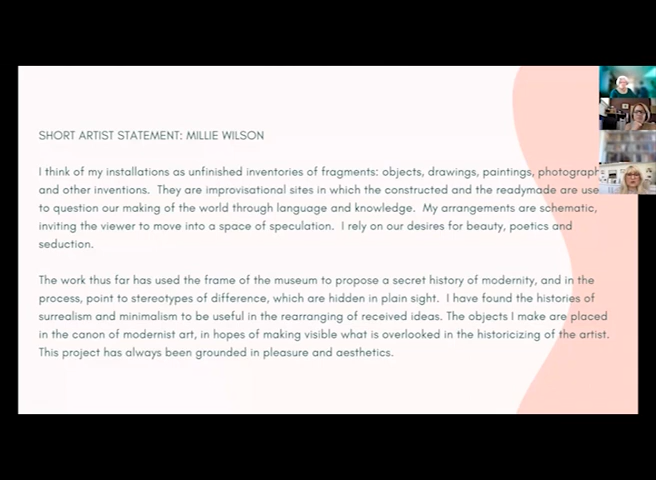 SHORT ARTIST STATEMENT: MILLIE WILSON
I think of my installations as unfinished inventories of fragments: objects, drawings, paintings, photograph
and other inventions. They are improvisational sites in which the constructed and the readymade are use
to question our making of the world through language and knowledge. My arrangements are schematic,
inviting the viewer to move into a space of speculation. I rely on our desires for beauty, poetics and
seduction.
The work thus far has used the frame of the museum to propose a secret history of modernity, and in the
process, point to stereotypes of difference, which are hidden in plain sight. I have found the histories of
surrealism and minimalism to be useful in the rearranging of received ideas. The objects I make are placed
in the canon of modernist art, in hopes of making visible what is overlooked in the historicizing of the artist.
This project has always been grounded in pleasure and aesthetics.